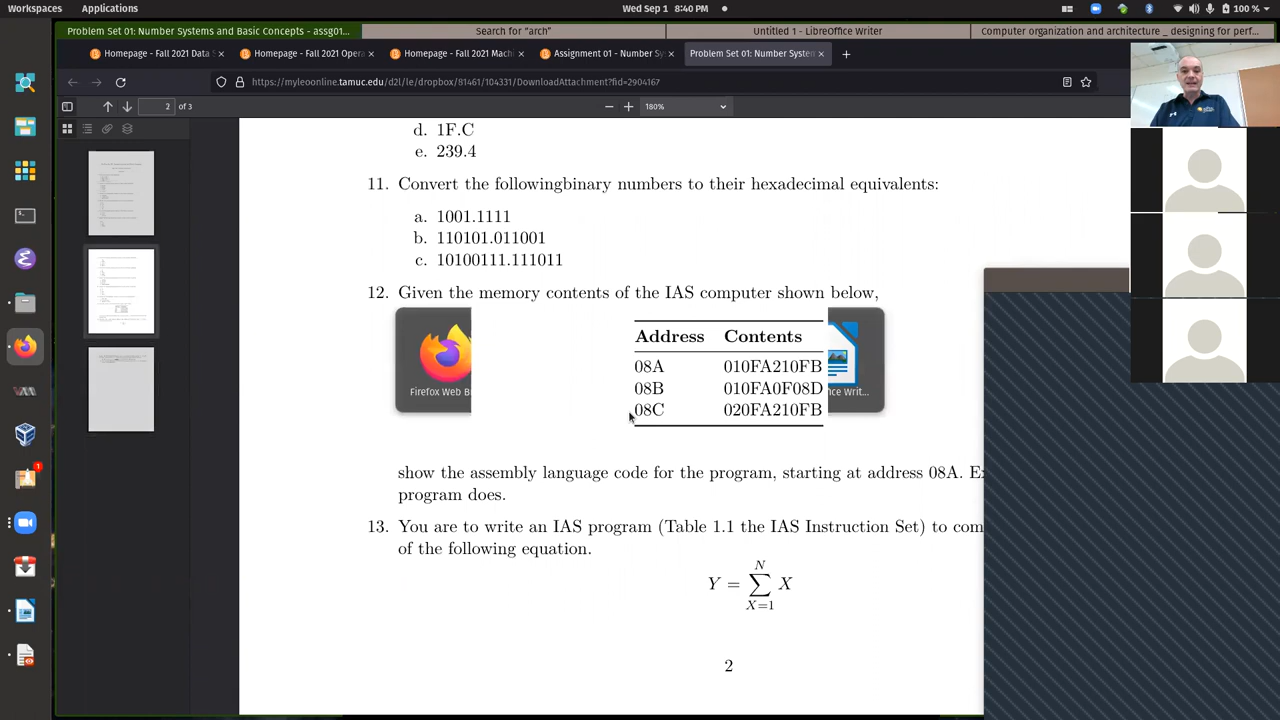 Workspaces Applications Wed Sep 1 8:40 PM 100 %
Problem Set 01: Number Systems and Basic Concepts - assg01... Search for "arch" Untitled 1 - LibreOffice Writer Computer organization and architecture _ designing for perf...
Homepage - Fall 2021 Data S Homepage - Fall 2021 Opera Homepage - Fall 2021 Machi Assignment 01 - Number Sy Problem Set 01: Number System
https://myleoonline.tamuc.edu/d2l/le/dropbox/81461/104331/DownloadAttachment?fid=2904167
2 of 3 180%
d. 1F.C
e. 239.4
11. Convert the followingbinary numbers to their hexadecimal equivalents:
a. 1001.1111
b. 110101.011001
c. 10100111.111011
12. Given the memory contents of the IAS computer shown below,
Address Contents
08A 010FA210FB
08B 010FA0F08D
08C 020FA210FB
Firefox Web B
ice Writ...
show the assembly language code for the program, starting at address 08A. Ex
program does.
13. You are to write an IAS program (Table 1.1 the IAS Instruction Set) to com
of the following equation.
N
Y = ∑ X
X=1
2
1